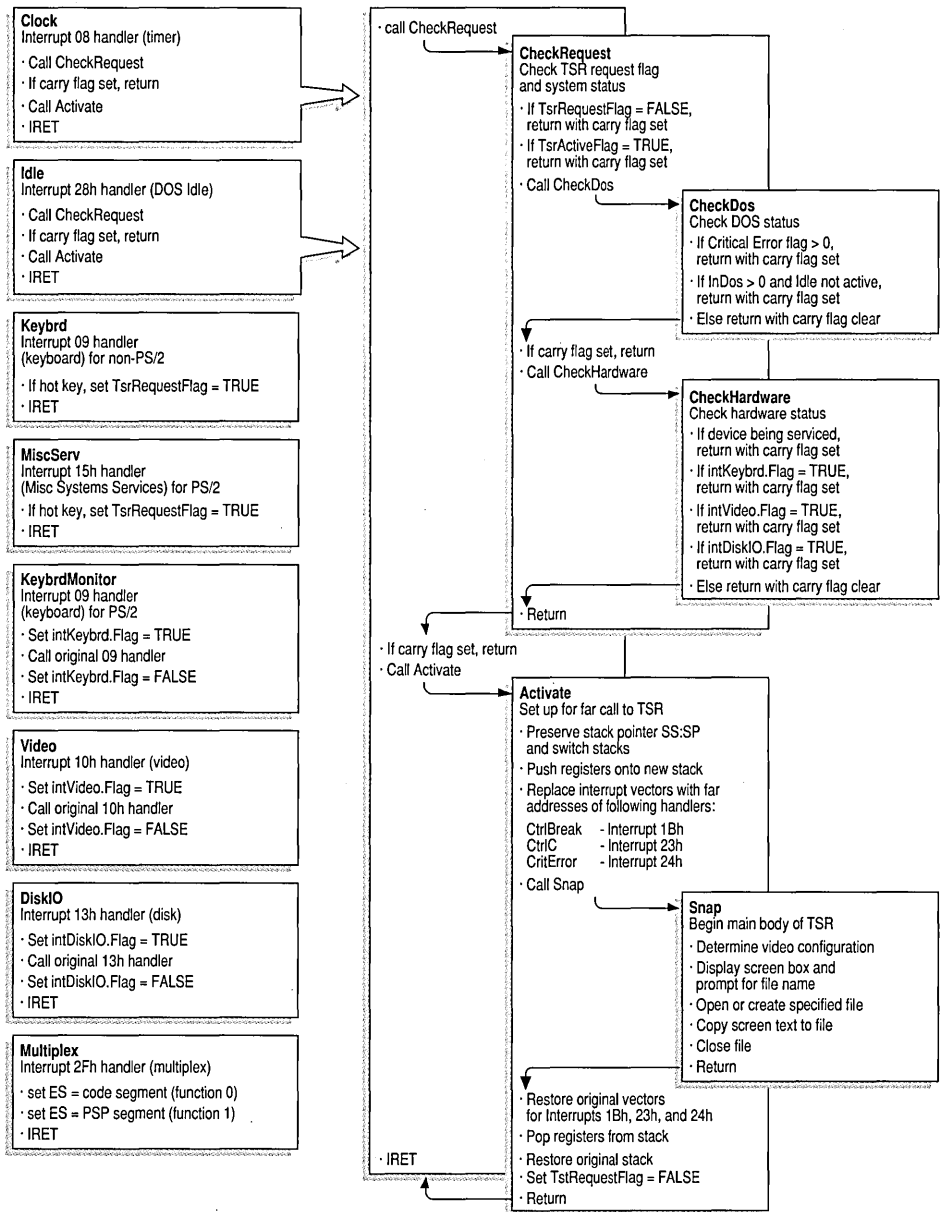 Clock
Interrupt 08 handler (timer)
· Call CheckRequest
· If carry flag set, return
· Call Activate
· IRET
Idle
Interrupt 28h handler (DOS Idle)
· Call CheckRequest
· If carry flag set, return
· Call Activate
· IRET
Keybrd
Interrupt 09 handler
(keyboard) for non-PS/2
· If hot key, set TsrRequestFlag = TRUE
· IRET
MiscServ
Interrupt 15h handler
(Misc Systems Services) for PS/2
· If hot key, set TsrRequestFlag = TRUE
· IRET
KeybrdMonitor
Interrupt 09 handler
(keyboard) for PS/2
· Set intKeybrd.Flag = TRUE
· Call original 09 handler
· Set intKeybrd.Flag = FALSE
· IRET
Video
Interrupt 10h handler (video)
· Set intVideo.Flag = TRUE
· Call original 10h handler
· Set intVideo.Flag = FALSE
· IRET
DiskIO
Interrupt 13h handler (disk)
· Set intDiskIO.Flag = TRUE
· Call original 13h handler
· Set intDiskIO.Flag = FALSE
· IRET
Multiplex
Interrupt 2Fh handler (multiplex)
· set ES = code segment (function 0)
· set ES = PSP segment (function 1)
· IRET
· call CheckRequest
CheckRequest
Check TSR request flag
and system status
· If TsrRequestFlag = FALSE,
return with carry flag set
· If TsrActiveFlag = TRUE,
return with carry flag set
· Call CheckDos
CheckDos
Check DOS status
· If Critical Error flag > 0,
return with carry flag set
· If InDos > 0 and Idle not active,
return with carry flag set
· Else return with carry flag clear
· If carry flag set, return
· Call CheckHardware
CheckHardware
Check hardware status
· If device being serviced,
return with carry flag set
· If intKeybrd.Flag = TRUE,
return with carry flag set
· If intVideo.Flag = TRUE,
return with carry flag set
· If intDiskIO.Flag = TRUE,
return with carry flag set
· Else return with carry flag clear
· Return
· If carry flag set, return
· Call Activate
Activate
Set up for far call to TSR
· Preserve stack pointer SS:SP
and switch stacks
· Push registers onto new stack
· Replace interrupt vectors with far
addresses of following handlers:
CtrlBreak - Interrupt 1Bh
CtrlC - Interrupt 23h
CritError - Interrupt 24h
· Call Snap
Snap
Begin main body of TSR
· Determine video configuration
· Display screen box and
prompt for file name
· Open or create specified file
· Copy screen text to file
· Close file
· Return
· Restore original vectors
for Interrupts 1Bh, 23h, and 24h
· Pop registers from stack
· Restore original stack
· Set TstRequestFlag = FALSE
· Return
· IRET